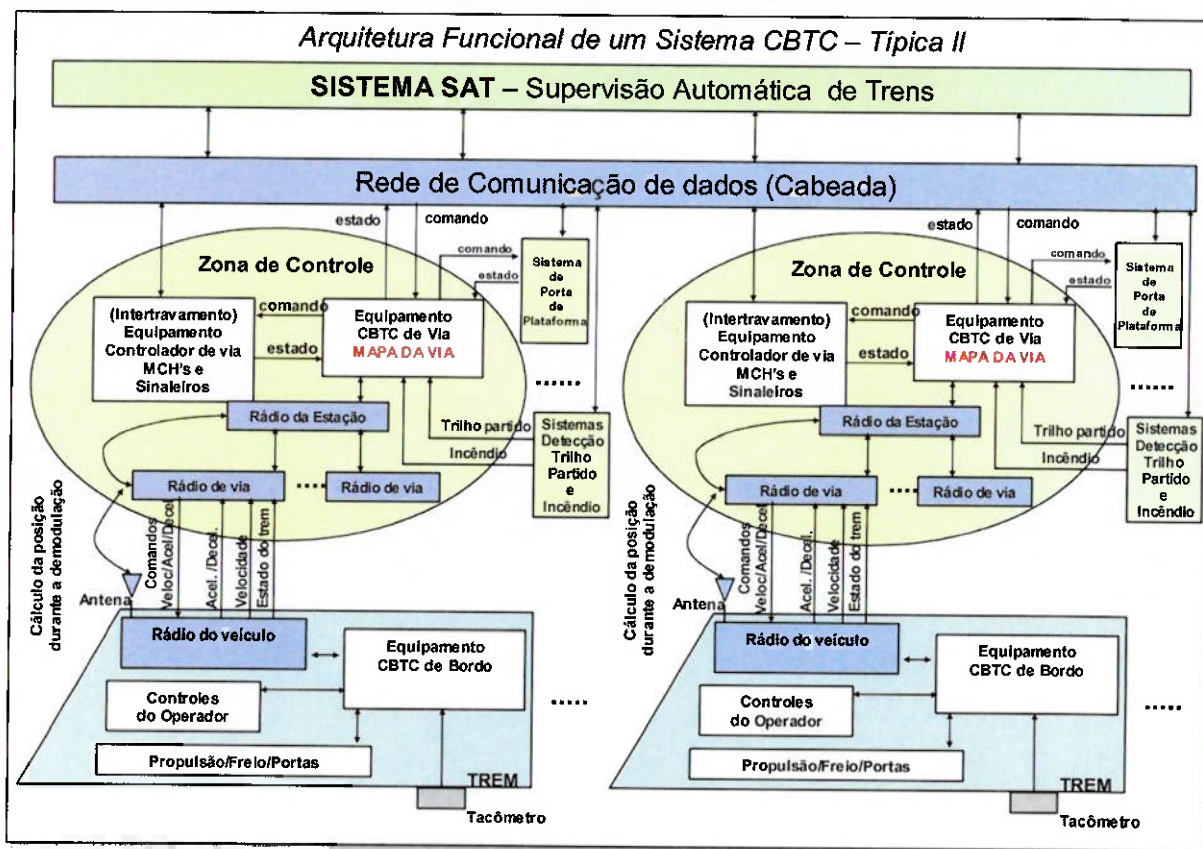 Arquitetura Funcional de um Sistema CBTC – Típica II
SISTEMA SAT – Supervisão Automática de Trens
Rede de Comunicação de dados (Cabeada)
estado
comando
Zona de Controle
comando
estado
Sistema
de
Porta
de
Plataforma
(Intertravamento)
Equipamento
Controlador de via
MCH's e
Sinaleiros
comando
estado
Equipamento
CBTC de Via
MAPA DA VIA
......
Rádio da Estação
Trilho partido
Incêndio
Sistemas
Detecção
Trilho
Partido
e
Incêndio
Rádio de via
.....
Rádio de via
Cálculo da posição
durante a demodulação
Comandos
Veloc/Acel/Decel
Acel. /Decel.
Velocidade
Estado do trem
Antena
Rádio do veículo
Equipamento
CBTC de Bordo
Controles
do Operador
.....
Propulsão/Freio/Portas
TREM
Tacômetro
estado
comando
Zona de Controle
comando
estado
Sistema
de
Porta
de
Plataforma
(Intertravamento)
Equipamento
Controlador de via
MCH's e
Sinaleiros
comando
estado
Equipamento
CBTC de Via
MAPA DA VIA
......
Rádio da Estação
Trilho partido
Incêndio
Sistemas
Detecção
Trilho
Partido
e
Incêndio
Rádio de via
.....
Rádio de via
Cálculo da posição
durante a demodulação
Comandos
Veloc/Acel/Decel
Acel. /Decel.
Velocidade
Estado do trem
Antena
Rádio do veículo
Equipamento
CBTC de Bordo
Controles
do Operador
.....
Propulsão/Freio/Portas
TREM
Tacômetro